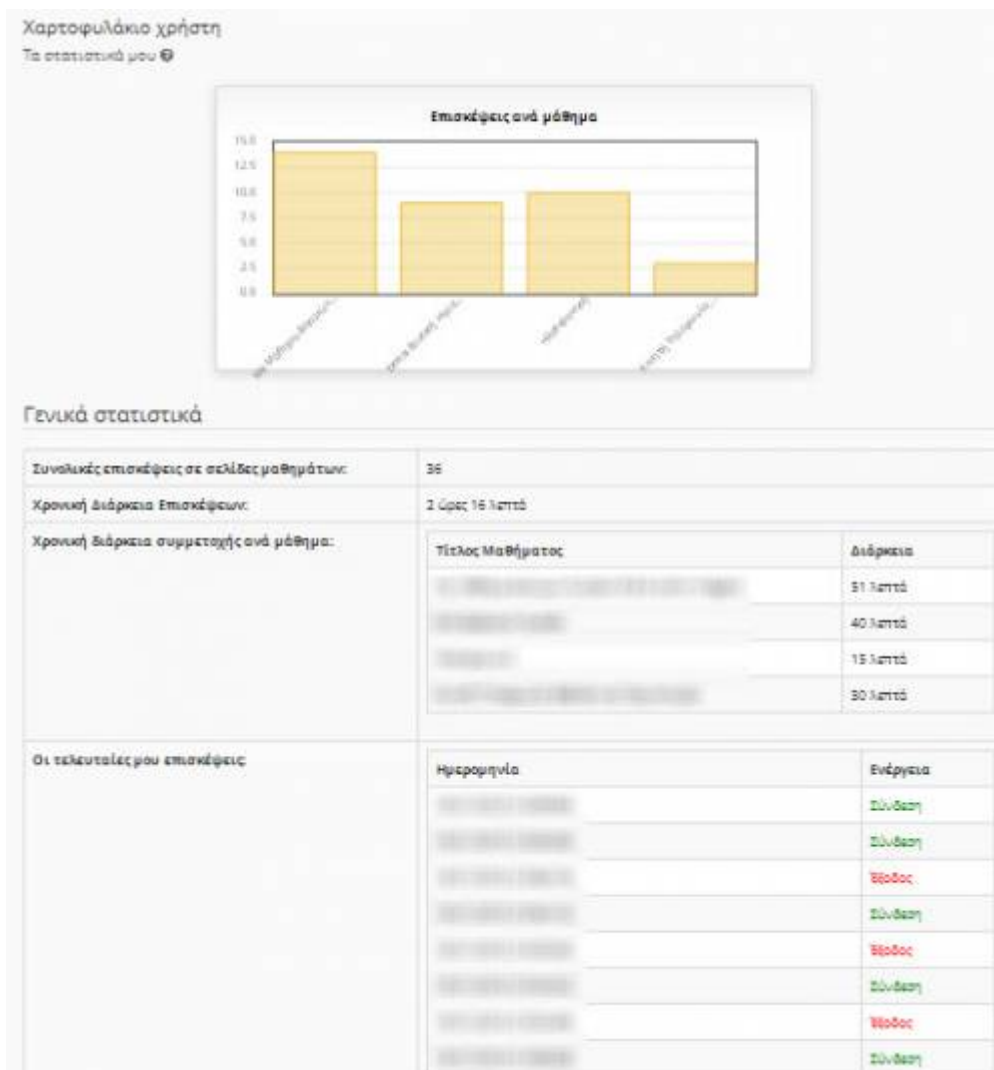 Χαρτοφυλάκιο χρήστη
Τα στατιστικά μου
Επισκέψεις ανά μάθημα
15.0
12.5
10.0
7.5
5.0
2.5
0.0
Γενικά στατιστικά
Συνολικές επισκέψεις σε σελίδες μαθημάτων: 36
Χρονική Διάρκεια Επισκέψεων: 2 ώρες 16 λεπτά
Χρονική διάρκεια συμμετοχής ανά μάθημα:
Τίτλος Μαθήματος Διάρκεια
51 λεπτά
40 λεπτά
15 λεπτά
30 λεπτά
Οι τελευταίες μου επισκέψεις
Ημερομηνία Ενέργεια
Σύνδεση
Σύνδεση
Έξοδος
Σύνδεση
Έξοδος
Σύνδεση
Έξοδος
Σύνδεση